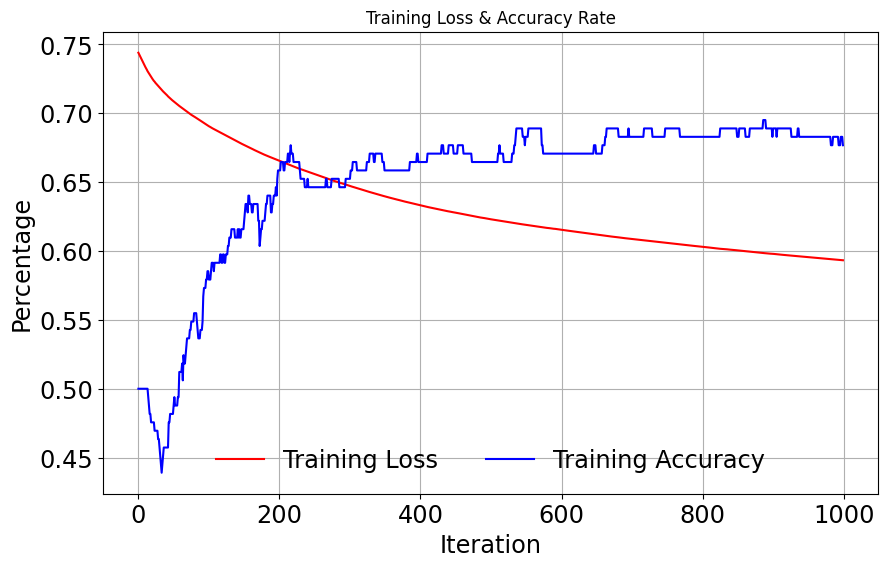 Training Loss & Accuracy Rate
0.75
0.70
0.65
0.60
0.55
0.50
0.45
Percentage
Training Loss
Training Accuracy
0
200
400
600
800
1000
Iteration